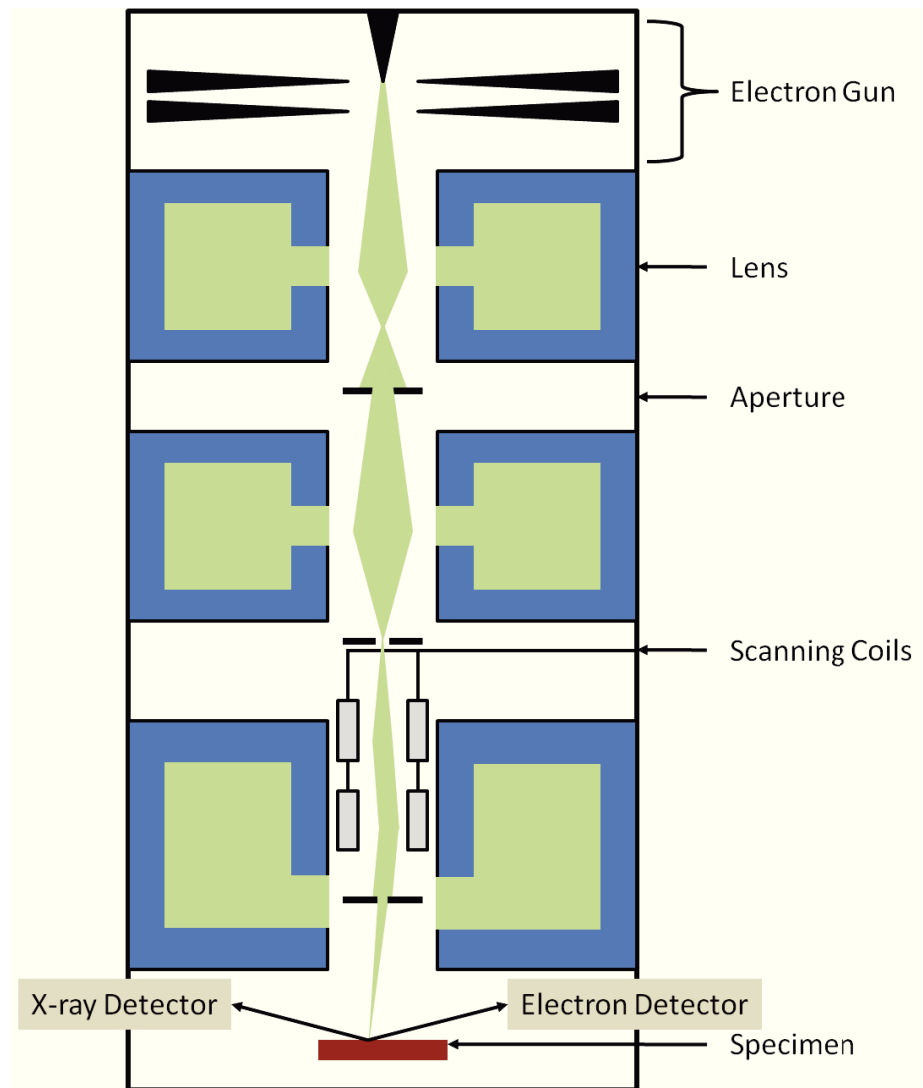 Electron Gun
Lens
Aperture
Scanning Coils
X-ray Detector
Electron Detector
Specimen